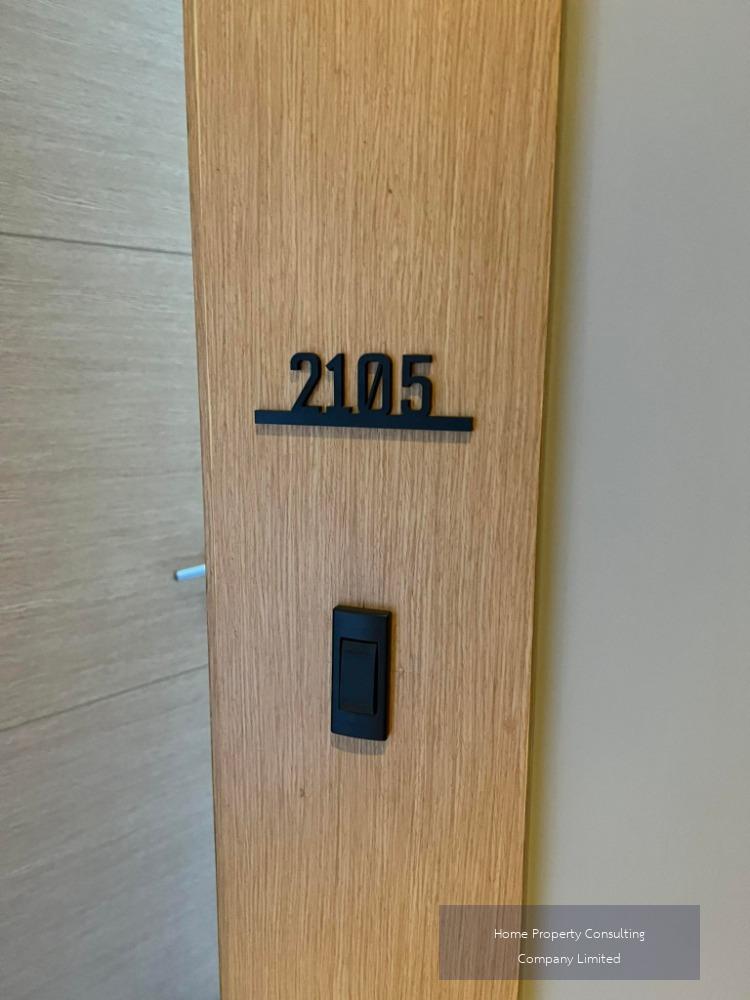 2105
Home Property Consulting
Company Limited